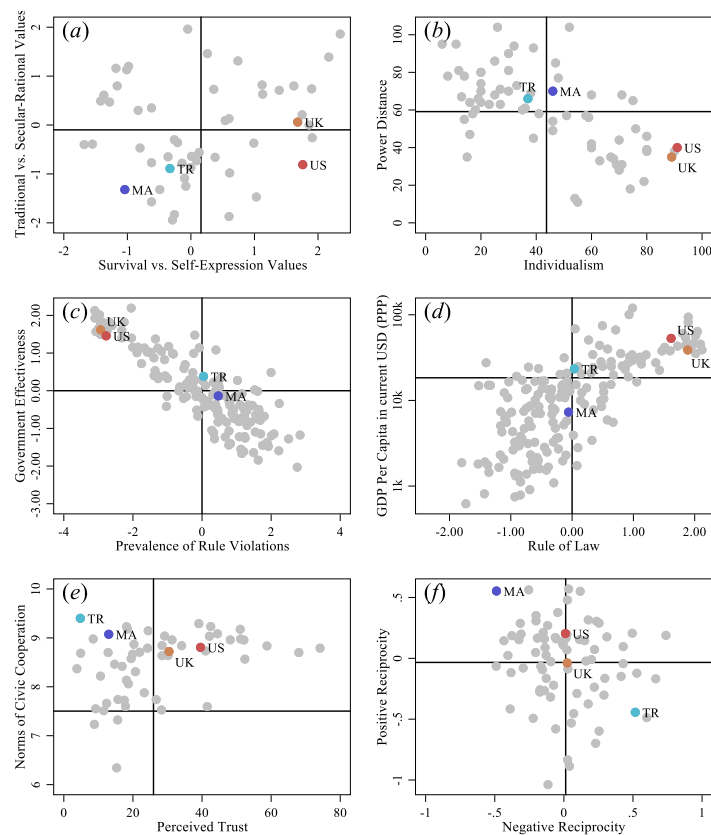 (a)
Traditional vs. Secular-Rational Values
2
1
0
-1
-2
UK
US
TR
MA
-2
-1
0
1
2
Survival vs. Self-Expression Values
(b)
Power Distance
100
80
60
40
20
0
TR
MA
US
UK
0
20
40
60
80
100
Individualism
(c)
Government Effectiveness
2.00
1.00
0.00
-1.00
-2.00
-3.00
UK
US
TR
MA
-4
-2
0
2
4
Prevalence of Rule Violations
(d)
GDP Per Capita in current USD (PPP)
100k
10k
1k
US
UK
TR
MA
-2.00
-1.00
0.00
1.00
2.00
Rule of Law
(e)
Norms of Civic Cooperation
10
9
8
7
6
TR
MA
US
UK
0
20
40
60
80
Perceived Trust
(f)
Positive Reciprocity
.5
0
-.5
-1
MA
US
UK
TR
-1
-.5
0
.5
1
Negative Reciprocity